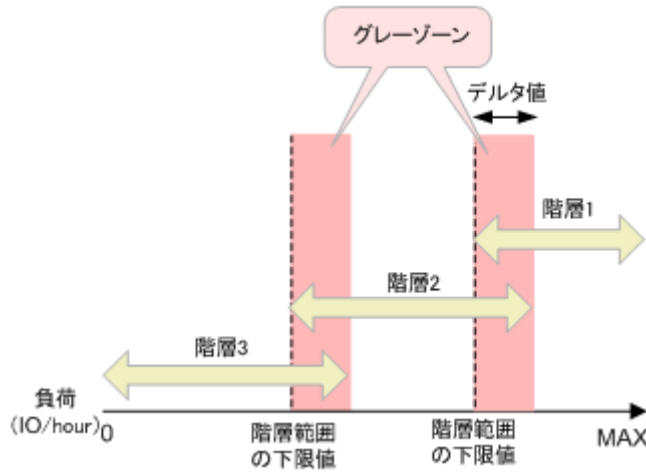 グレーゾーン
デルタ値
階層1
階層2
階層3
負荷
(IO/hour)
0
階層範囲
の下限値
階層範囲
の下限値
MAX